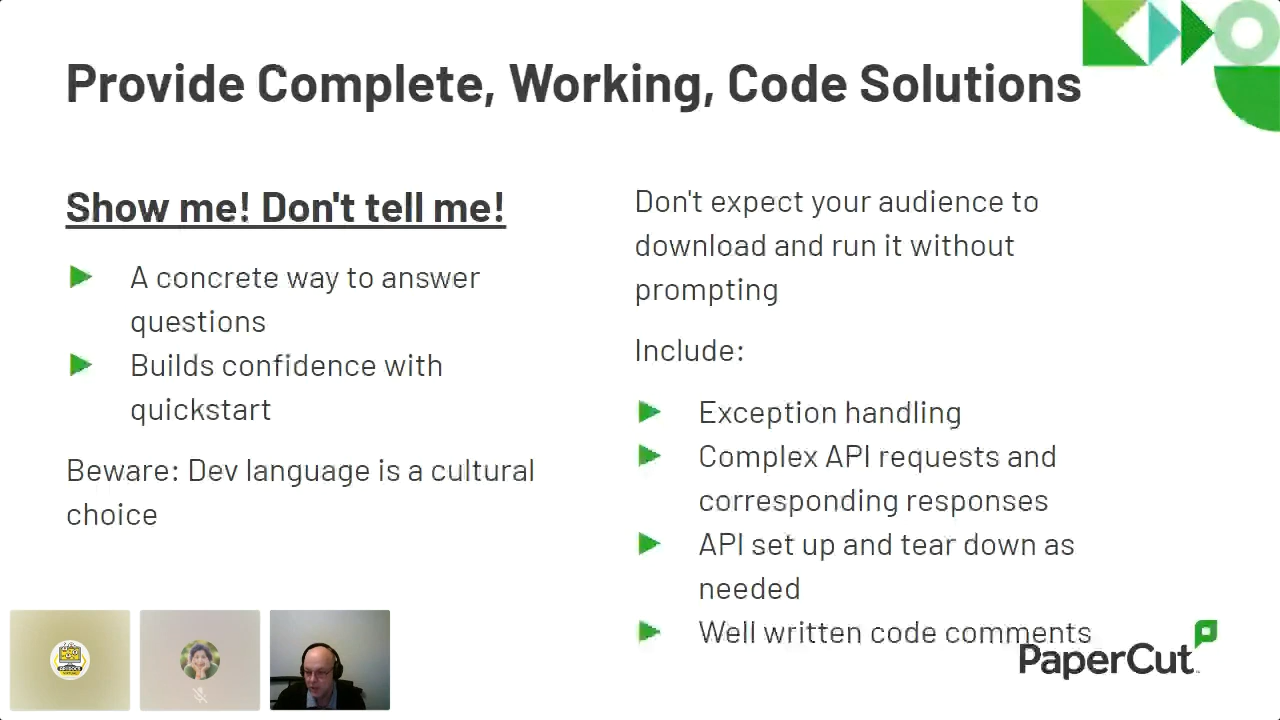 Provide Complete, Working, Code Solutions
Show me! Don't tell me!
A concrete way to answer
questions
Builds confidence with
quickstart
Beware: Dev language is a cultural
choice
Don't expect your audience to
download and run it without
prompting
Include:
Exception handling
Complex API requests and
corresponding responses
API set up and tear down as
needed
Well written code comments
PaperCut